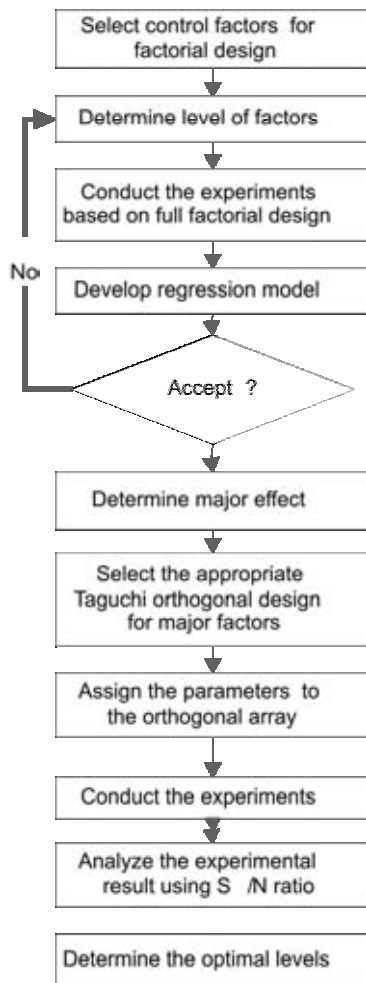 Select control factors for
factorial design
Determine level of factors
Conduct the experiments
based on full factorial design
No
Develop regression model
Accept ?
Determine major effect
Select the appropriate
Taguchi orthogonal design
for major factors
Assign the parameters to
the orthogonal array
Conduct the experiments
Analyze the experimental
result using S /N ratio
Determine the optimal levels